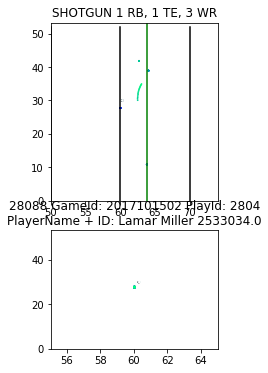 SHOTGUN 1 RB, 1 TE, 3 WR
50
40
30
20
10
0
50 55 60 65 70
28088 GameId: 2017101502 PlayId: 2804
PlayerName + ID: Lamar Miller 2533034.0
40
20
0
56 58 60 62 64